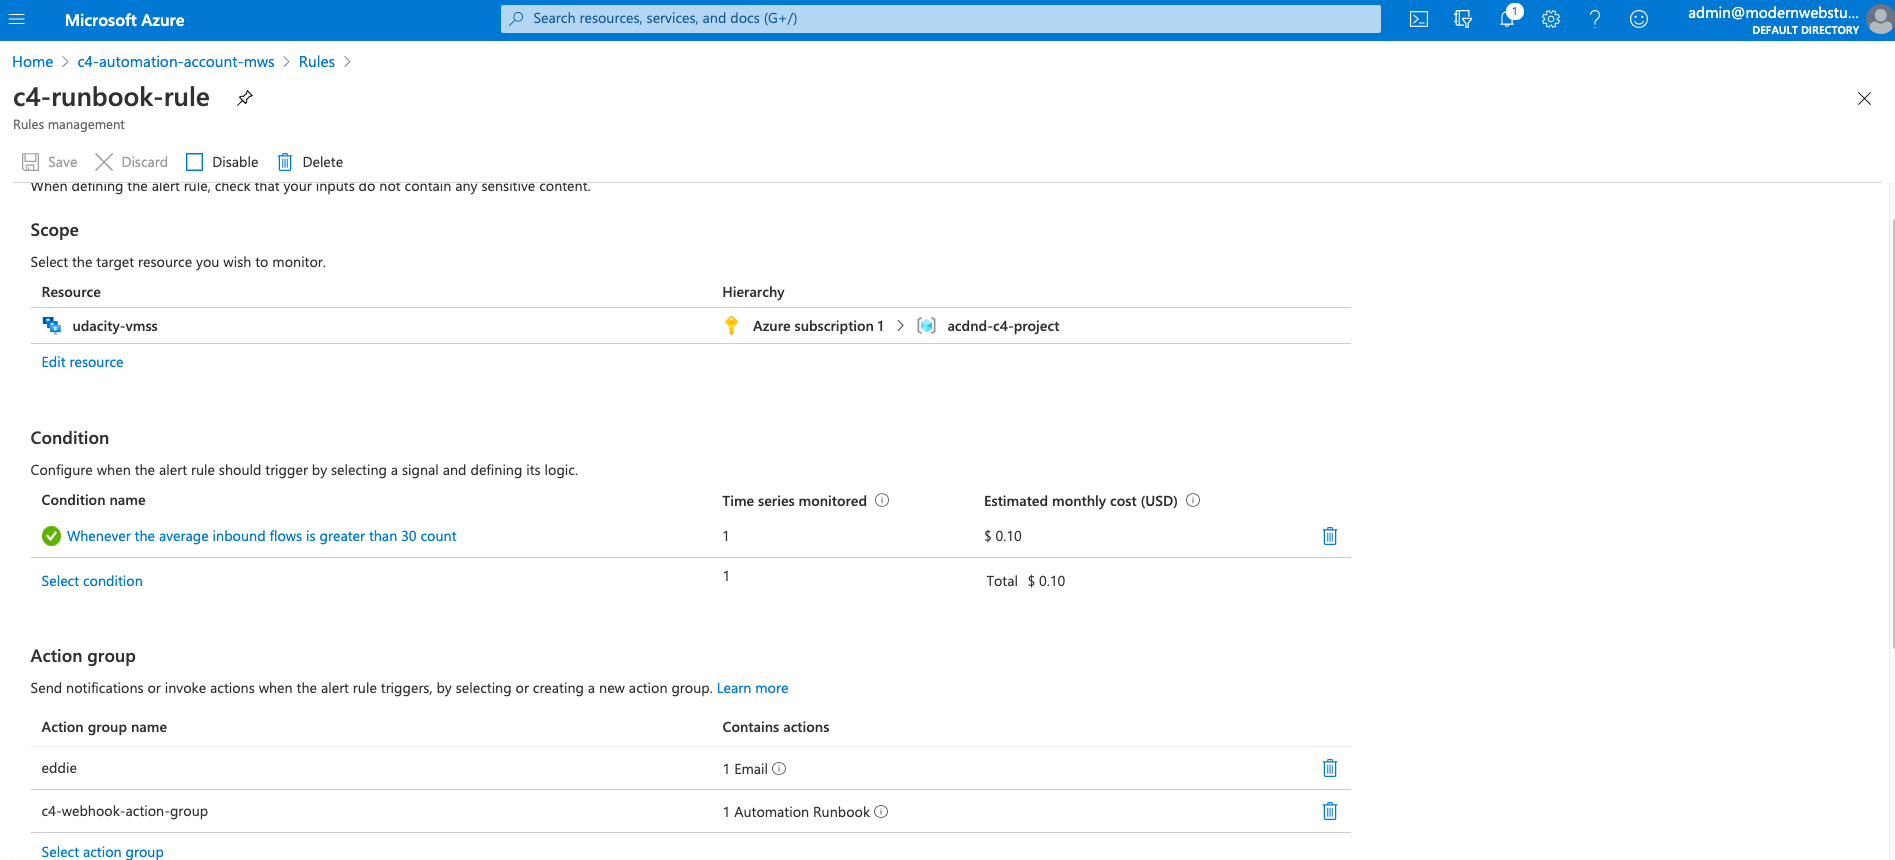 Microsoft Azure
Search resources, services, and docs (G+/)
1
admin@modernwebstu...
DEFAULT DIRECTORY
Home > c4-automation-account-mws > Rules >
c4-runbook-rule
Rules management
Save Discard Disable Delete
When defining the alert rule, check that your inputs do not contain any sensitive content.
Scope
Select the target resource you wish to monitor.
Resource Hierarchy
udacity-vmss Azure subscription 1 > acdnd-c4-project
Edit resource
Condition
Configure when the alert rule should trigger by selecting a signal and defining its logic.
Condition name Time series monitored Estimated monthly cost (USD)
Whenever the average inbound flows is greater than 30 count 1 $ 0.10
Select condition 1 Total $ 0.10
Action group
Send notifications or invoke actions when the alert rule triggers, by selecting or creating a new action group. Learn more
Action group name Contains actions
eddie 1 Email
c4-webhook-action-group 1 Automation Runbook
Select action group